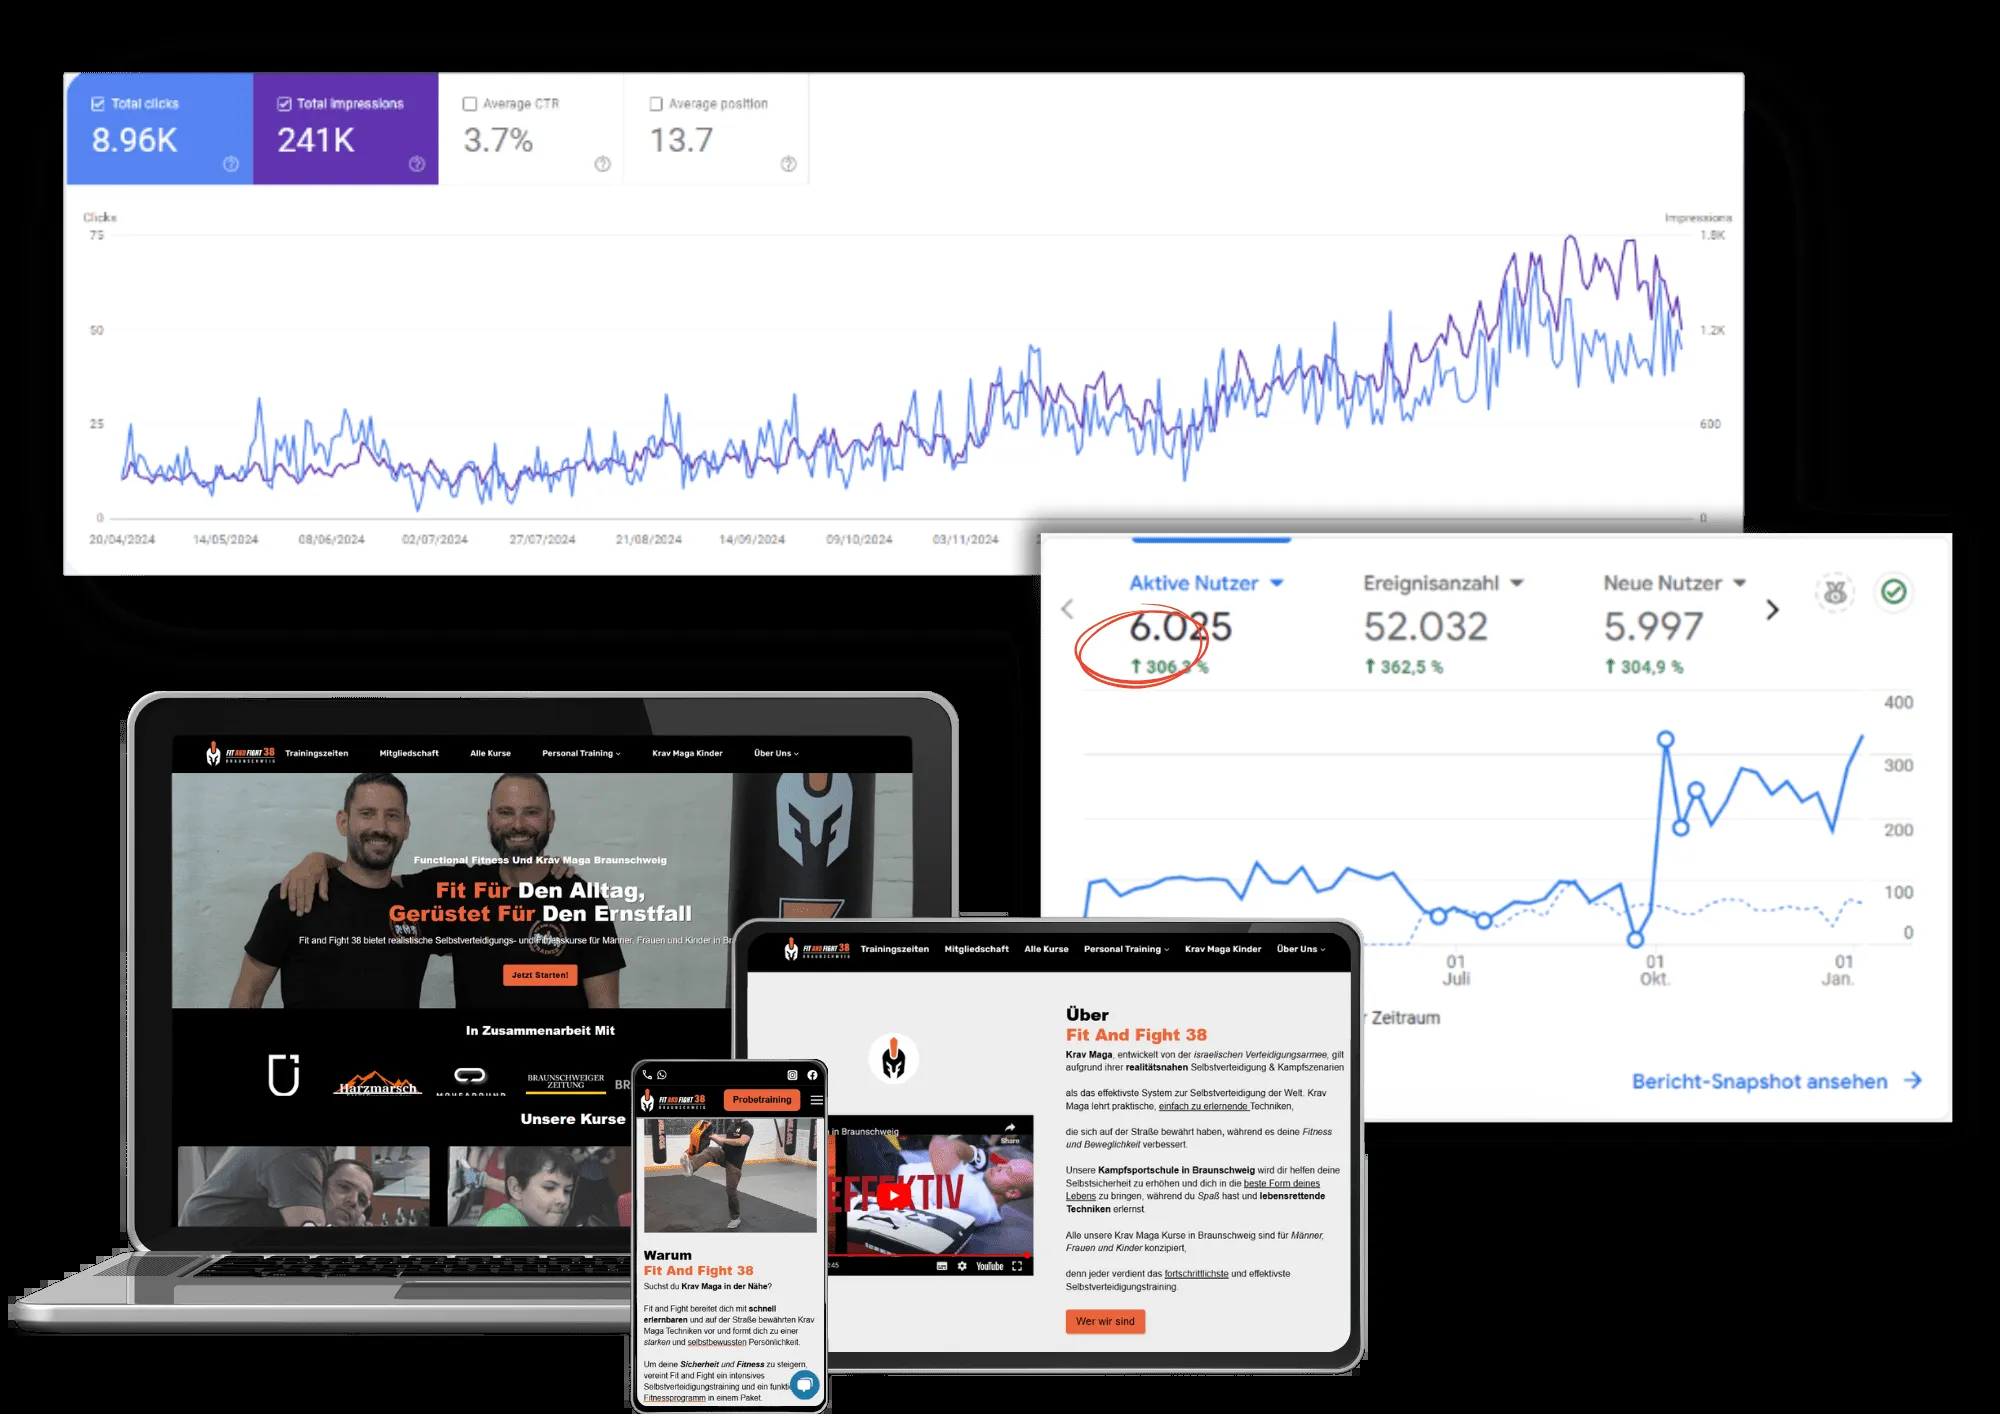 Total clicks
8.96K
Total impressions
241K
Average CTR
3.7%
Average position
13.7
Clicks
Impressions
75
1.8K
50
1.2K
25
600
0
0
20/04/2024
14/05/2024
08/06/2024
02/07/2024
27/07/2024
21/08/2024
14/09/2024
09/10/2024
03/11/2024
Aktive Nutzer
6.025
↑ 306,3 %
Ereignisanzahl
52.032
↑ 362,5 %
Neue Nutzer
5.997
↑ 304,9 %
400
300
200
100
0
01
Juli
01
Okt.
01
Jan.
Zeitraum
Bericht-Snapshot ansehen
FIT AND FIGHT 38
BRAUNSCHWEIG
Trainingszeiten
Mitgliedschaft
Alle Kurse
Personal Training
Krav Maga Kinder
Über Uns
Functional Fitness Und Krav Maga Braunschweig
Fit Für Den Alltag,
Gerüstet Für Den Ernstfall
Fit and Fight 38 bietet realistische Selbstverteidigungs- und Fitnesskurse für Männer, Frauen und Kinder in Br
Jetzt Starten!
In Zusammenarbeit Mit
Harzmarsch
MOVEAROUND
BRAUNSCHWEIGER
ZEITUNG
BR
Unsere Kurse
FIT AND FIGHT 38
BRAUNSCHWEIG
Trainingszeiten
Mitgliedschaft
Alle Kurse
Personal Training
Krav Maga Kinder
Über Uns
in Braunschweig
Share
EFFEKTIV
:45
YouTube
Über
Fit And Fight 38
Krav Maga, entwickelt von der israelischen Verteidigungsarmee, gilt
aufgrund ihrer realitätsnahen Selbstverteidigung & Kampfszenarien
als das effektivste System zur Selbstverteidigung der Welt. Krav
Maga lehrt praktische, einfach zu erlernende Techniken,
die sich auf der Straße bewährt haben, während es deine Fitness
und Beweglichkeit verbessert.
Unsere Kampfsportschule in Braunschweig wird dir helfen deine
Selbstsicherheit zu erhöhen und dich in die beste Form deines
Lebens zu bringen, während du Spaß hast und lebensrettende
Techniken erlernst.
Alle unsere Krav Maga Kurse in Braunschweig sind für Männer,
Frauen und Kinder konzipiert,
denn jeder verdient das fortschrittlichste und effektivste
Selbstverteidigungstraining.
Wer wir sind
FIT AND FIGHT 38
BRAUNSCHWEIG
Probetraining
Warum
Fit And Fight 38
Suchst du Krav Maga in der Nähe?
Fit and Fight bereitet dich mit schnell
erlernbaren und auf der Straße bewährten Krav
Maga Techniken vor und formt dich zu einer
starken und selbstbewussten Persönlichkeit.
Um deine Sicherheit und Fitness zu steigern,
vereint Fit and Fight ein intensives
Selbstverteidigungstraining und ein funkti
Fitnessprogramm in einem Paket.